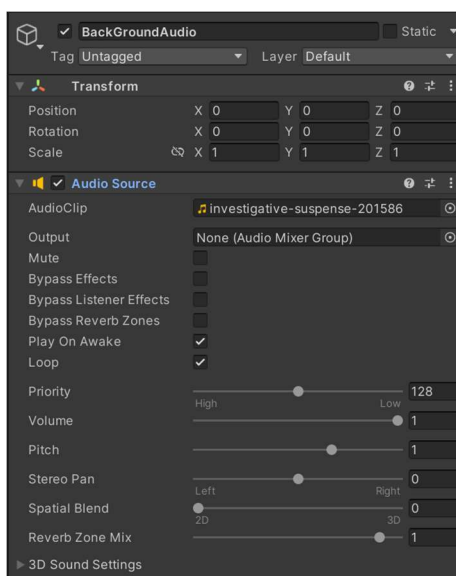 BackGroundAudio Static
Tag Untagged Layer Default
Transform
Position X 0 Y 0 Z 0
Rotation X 0 Y 0 Z 0
Scale X 1 Y 1 Z 1
Audio Source
AudioClip investigative-suspense-201586
Output None (Audio Mixer Group)
Mute
Bypass Effects
Bypass Listener Effects
Bypass Reverb Zones
Play On Awake
Loop
Priority 128
High Low
Volume 1
Pitch 1
Stereo Pan 0
Left Right
Spatial Blend 0
2D 3D
Reverb Zone Mix 1
3D Sound Settings